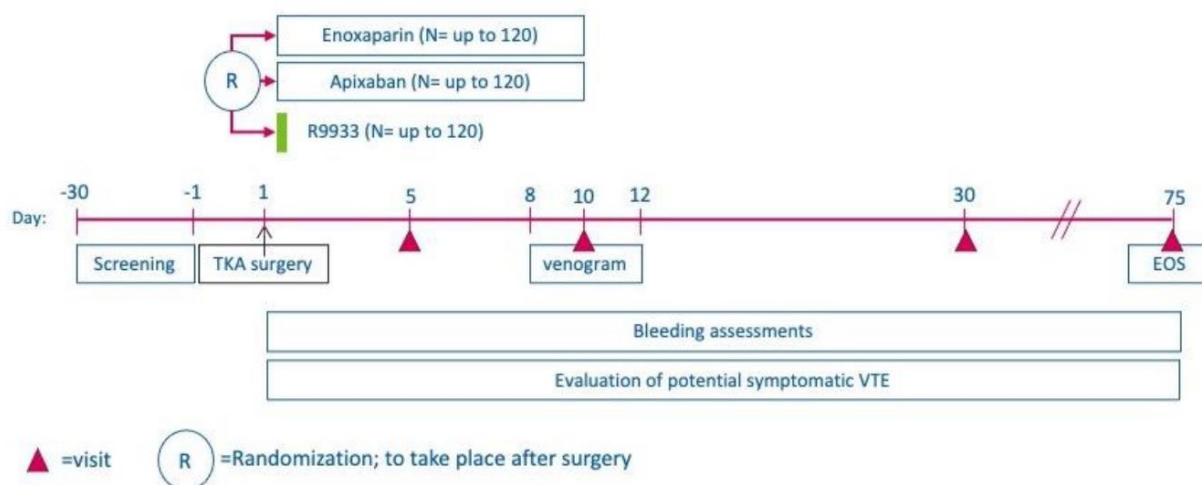 Enoxaparin (N= up to 120)
R
Apixaban (N= up to 120)
R9933 (N= up to 120)
-30 -1 1 5 8 10 12 30 75
Day:
Screening TKA surgery venogram EOS
Bleeding assessments
Evaluation of potential symptomatic VTE
=visit R =Randomization; to take place after surgery